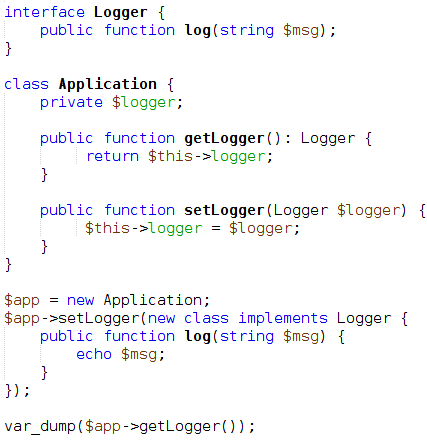 interface Logger {
    public function log(string $msg);
}

class Application {
    private $logger;

    public function getLogger(): Logger {
         return $this->logger;
    }

    public function setLogger(Logger $logger) {
         $this->logger = $logger;
    }
}

$app = new Application;
$app->setLogger(new class implements Logger {
    public function log(string $msg) {
        echo $msg;
    }
});

var_dump($app->getLogger());